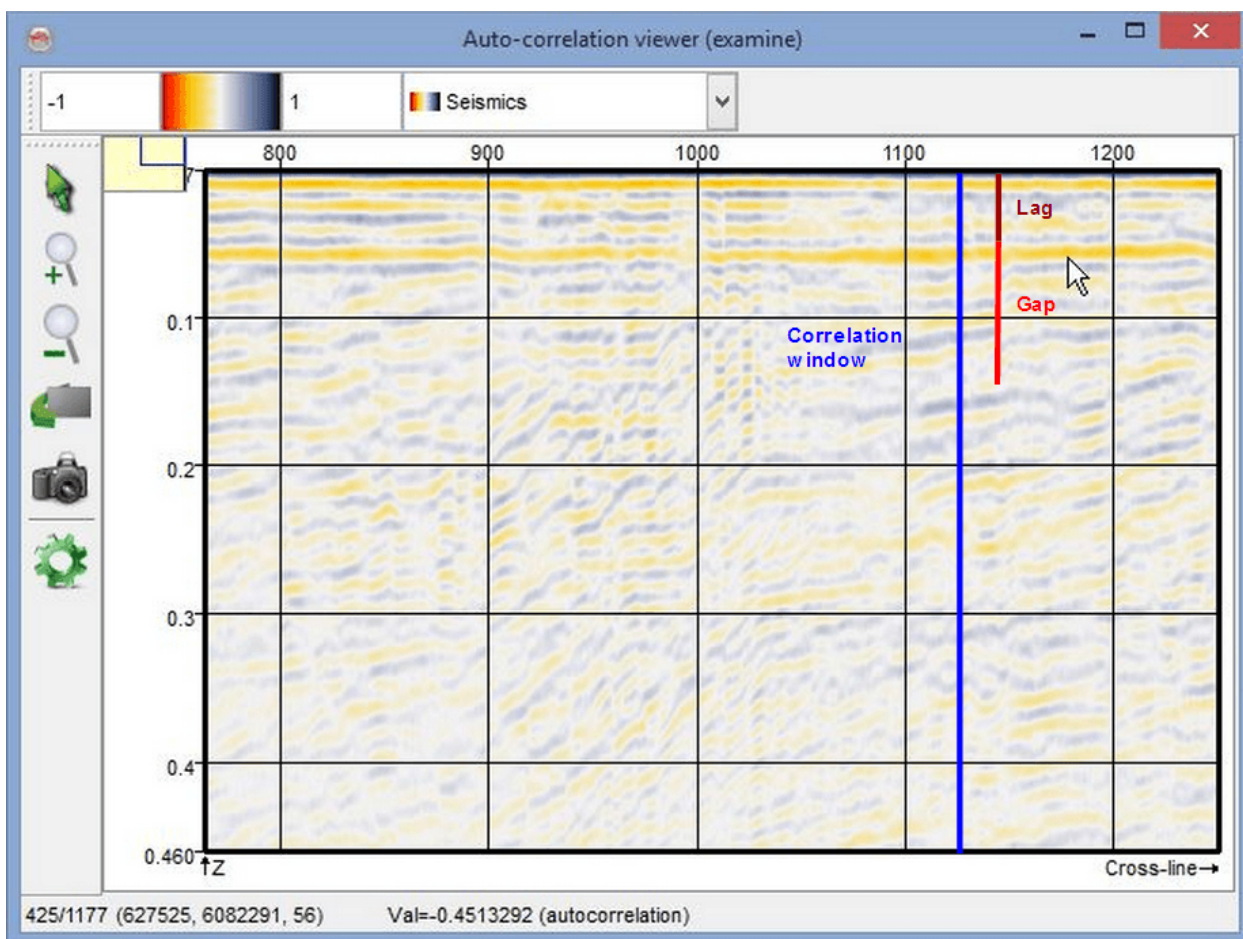 Auto-correlation viewer (examine)
-1
1
Seismics
800 900 1000 1100 1200
7
Lag
Gap
0.1
Correlation
window
0.2
0.3
0.4
0.460
Z
Cross-line
425/1177 (627525, 6082291, 56) Val=-0.4513292 (autocorrelation)